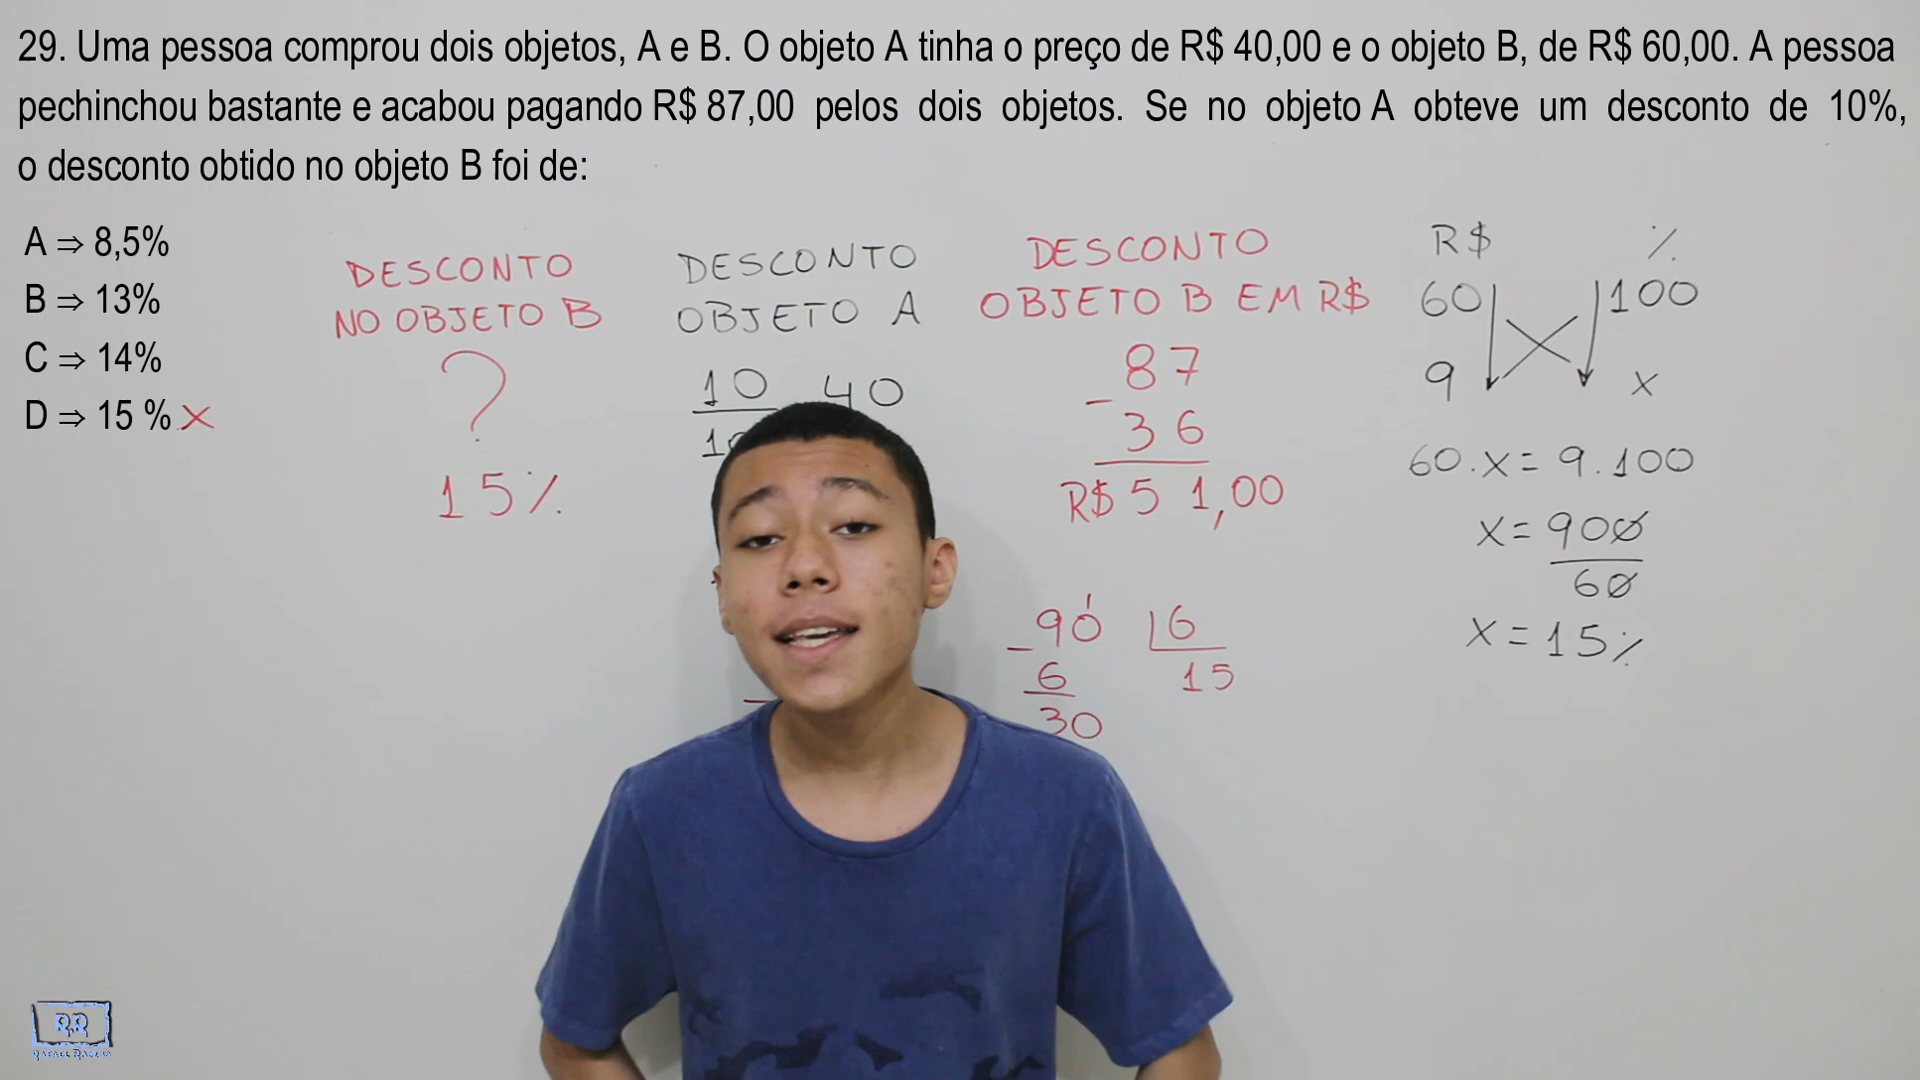 29. Uma pessoa comprou dois objetos, A e B. O objeto A tinha o preço de R$ 40,00 e o objeto B, de R$ 60,00. A pessoa
pechinchou bastante e acabou pagando R$ 87,00 pelos dois objetos. Se no objeto A obteve um desconto de 10%,
o desconto obtido no objeto B foi de:
A ⇒ 8,5%
B ⇒ 13%
C ⇒ 14%
D ⇒ 15 % X
DESCONTO
NO OBJETO B
?
15%
DESCONTO
OBJETO A
10 40
10
DESCONTO
OBJETO B EM R$
87
- 36
R$ 51,00
90 6
- 6 15
30
R$ %
60 100
9 x
60.x = 9.100
x = 900
60
x = 15%
RR